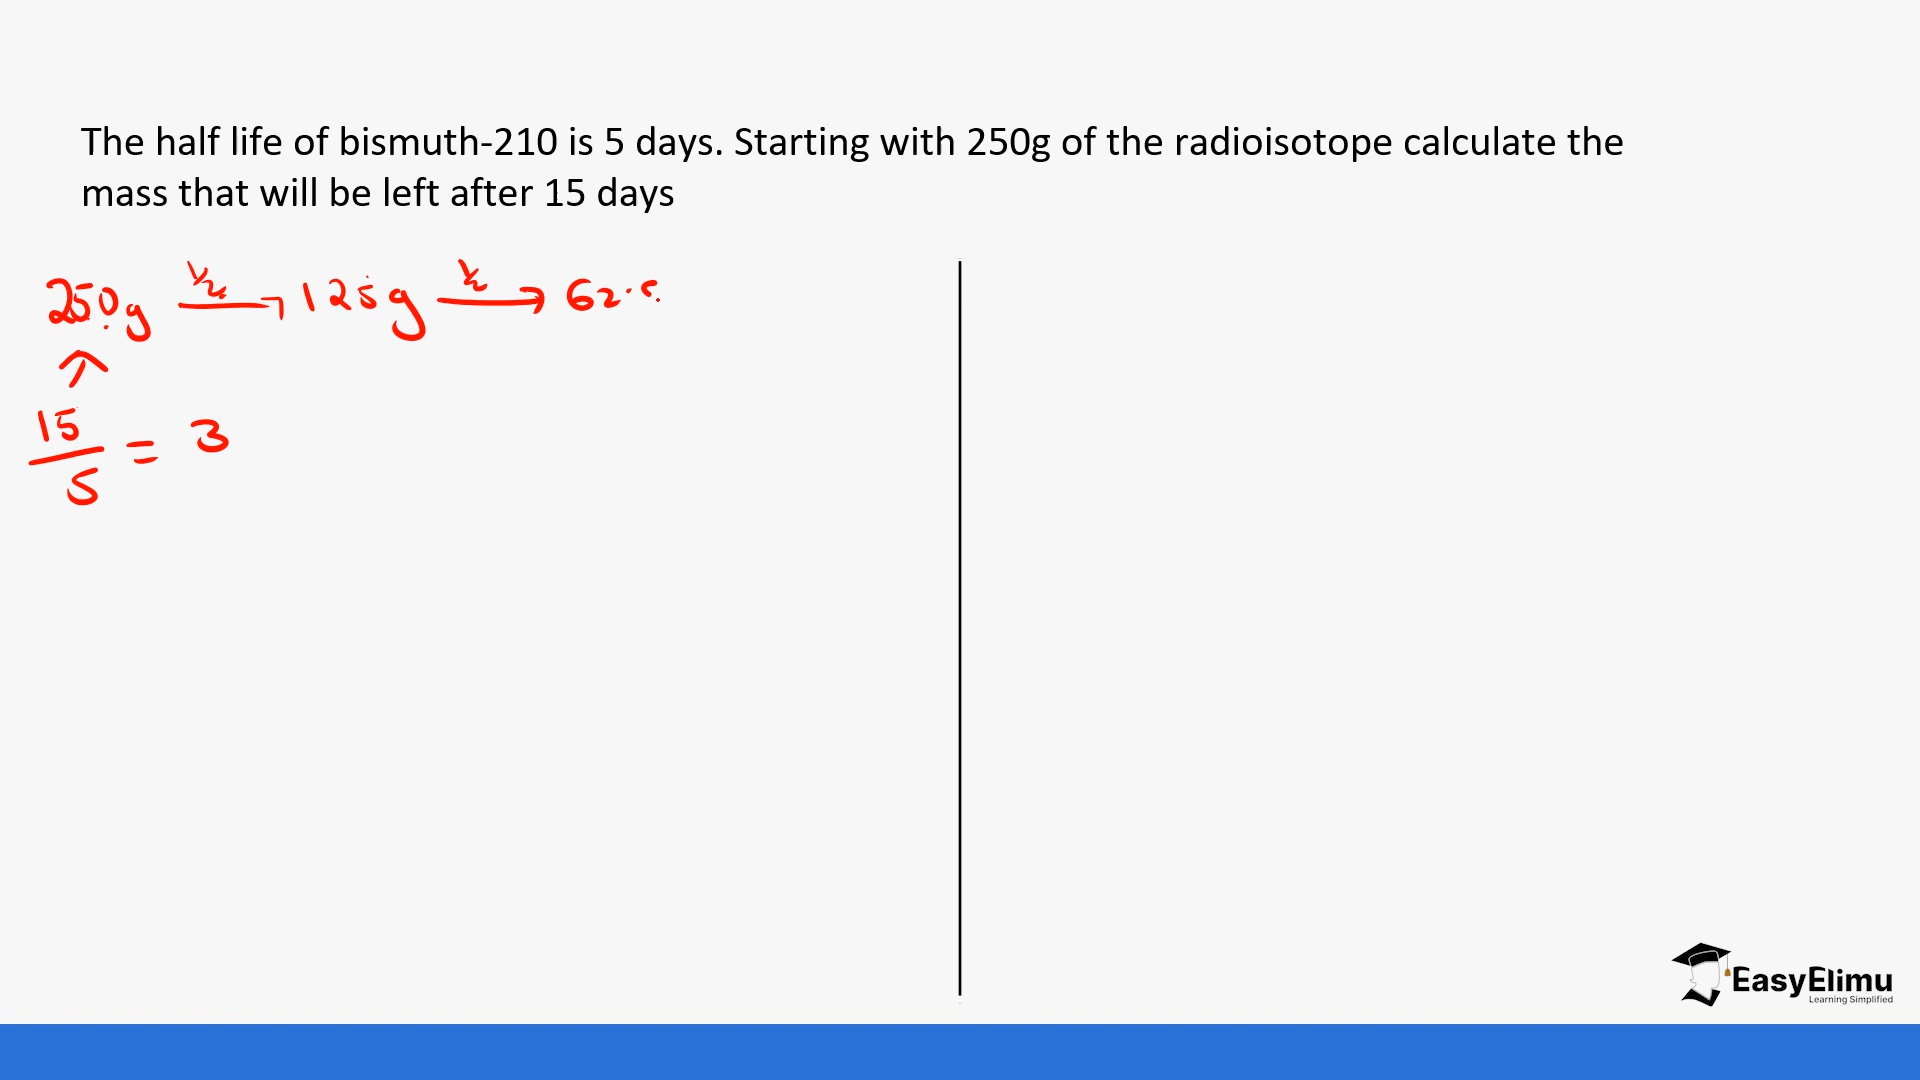 The half life of bismuth-210 is 5 days. Starting with 250g of the radioisotope calculate the
mass that will be left after 15 days
250g 1/2 → 125g 1/2 → 62.
15/5 = 3
EasyElimu
Learning Simplified